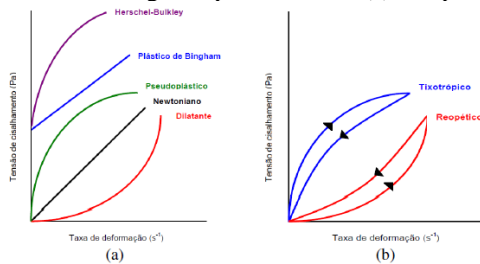 Herschel-Bulkley
Plástico de Bingham
Pseudoplástico
Newtoniano
Dilatante
Tensão de cisalhamento (Pa)
Taxa de deformação (s⁻¹)
(a)
Tixotrópico
Reopético
Tensão de cisalhamento (Pa)
Taxa de deformação (s⁻¹)
(b)